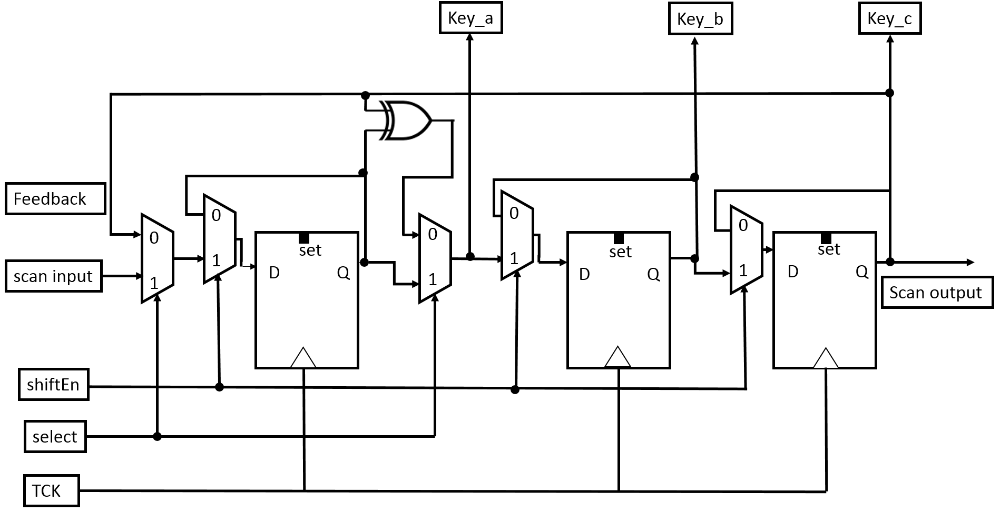 Key_a
Key_b
Key_c
Feedback
scan input
0
1
0
1
set
D
Q
0
1
0
1
set
D
Q
0
1
set
D
Q
Scan output
shiftEn
select
TCK